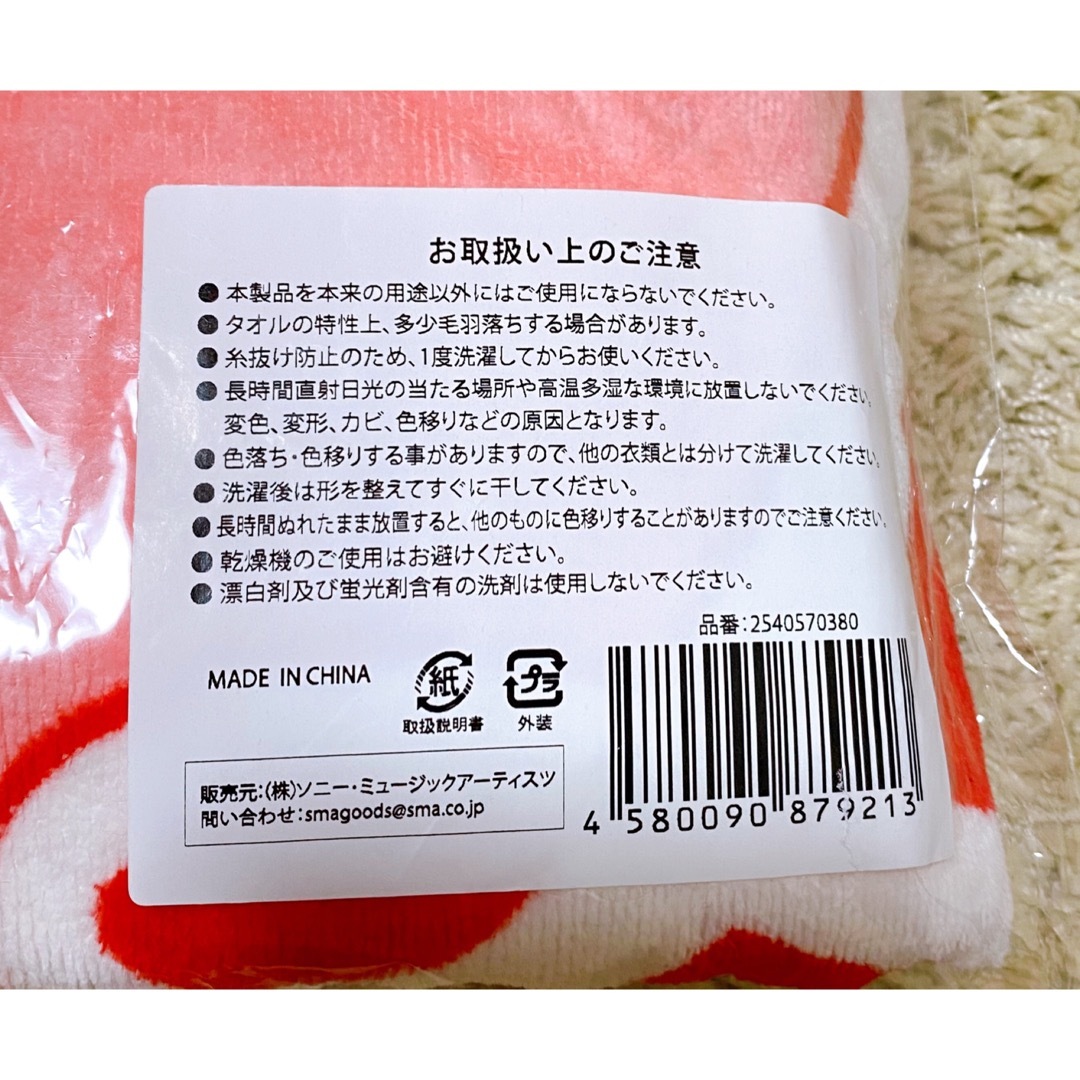 お取扱い上のご注意
● 本製品を本来の用途以外にはご使用にならないでください。
● タオルの特性上、多少毛羽落ちする場合があります。
● 糸抜け防止のため、1度洗濯してからお使いください。
● 長時間直射日光の当たる場所や高温多湿な環境に放置しないでください。
変色、変形、カビ、色移りなどの原因となります。
● 色落ち・色移りする事がありますので、他の衣類とは分けて洗濯してください。
● 洗濯後は形を整えてすぐに干してください。
● 長時間ぬれたまま放置すると、他のものに色移りすることがありますのでご注意ください。
● 乾燥機のご使用はお避けください。
● 漂白剤及び蛍光剤含有の洗剤は使用しないでください。
品番:2540570380
MADE IN CHINA
紙
取扱説明書
プラ
外装
販売元:(株)ソニー・ミュージックアーティスツ
問い合わせ:smagoods@sma.co.jp
4 580090 879213